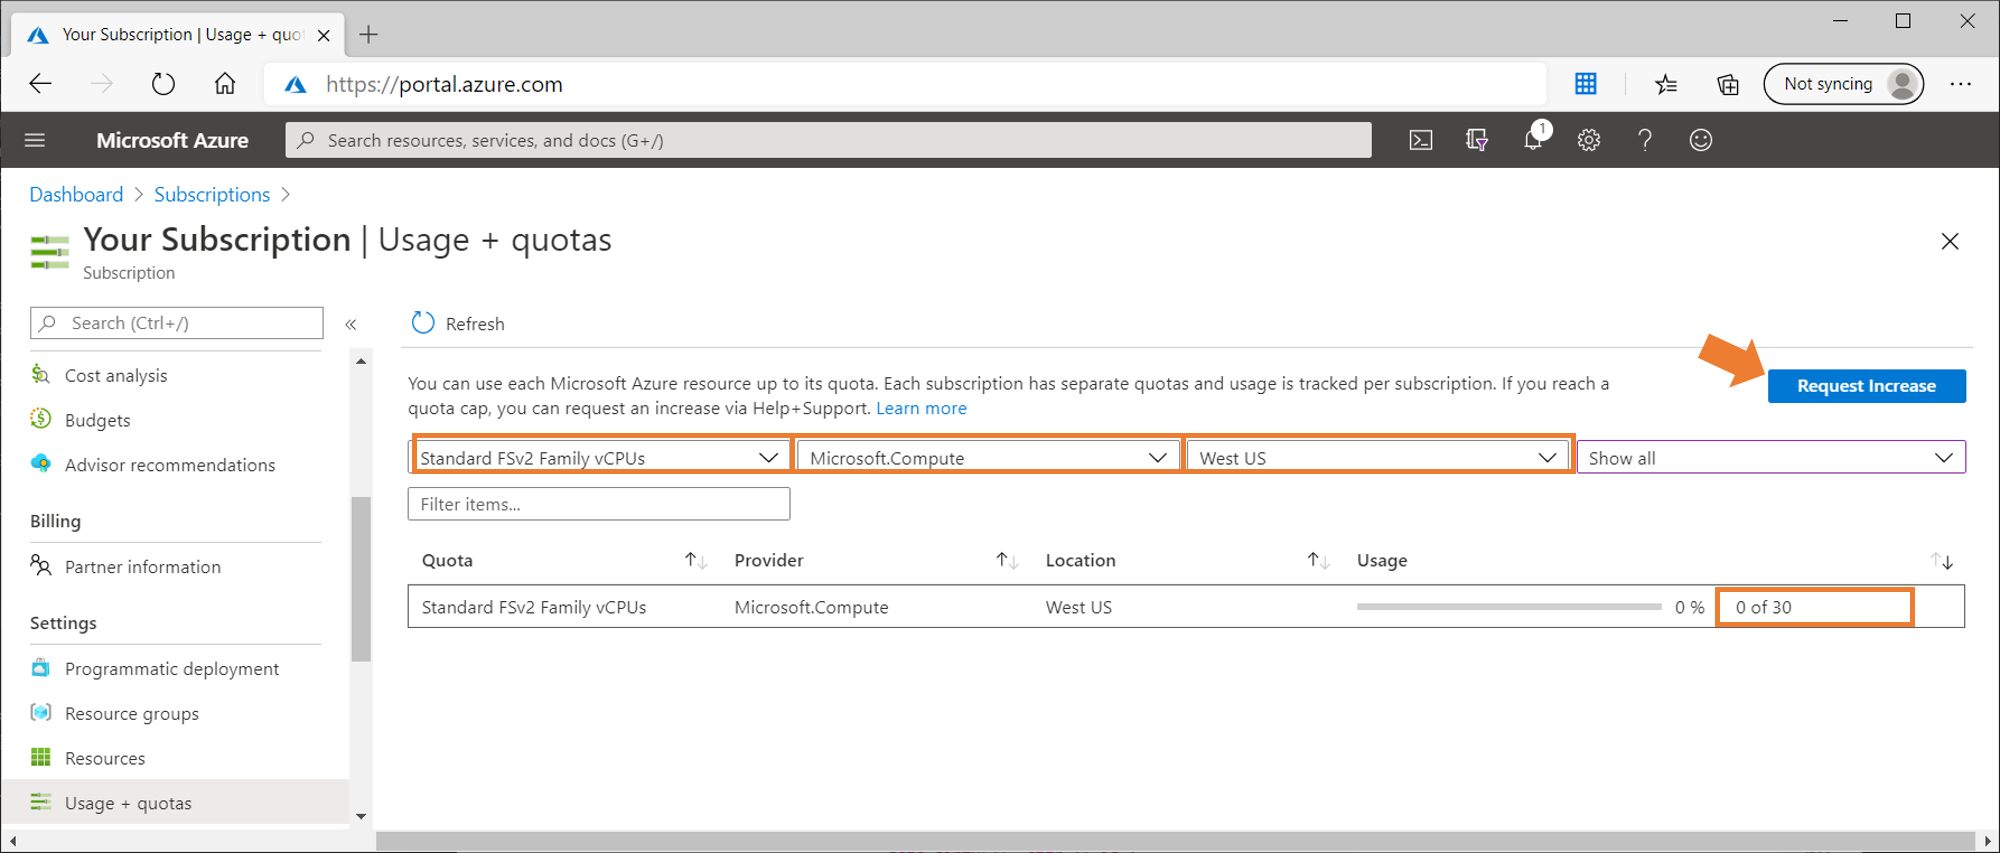 Your Subscription | Usage + quot
https://portal.azure.com
Not syncing
Microsoft Azure
Search resources, services, and docs (G+/)
1
Dashboard > Subscriptions >
Your Subscription | Usage + quotas
Subscription
Search (Ctrl+/)
«
Refresh
Cost analysis
Budgets
Advisor recommendations
Billing
Partner information
Settings
Programmatic deployment
Resource groups
Resources
Usage + quotas
You can use each Microsoft Azure resource up to its quota. Each subscription has separate quotas and usage is tracked per subscription. If you reach a
quota cap, you can request an increase via Help+Support. Learn more
Request Increase
Standard FSv2 Family vCPUs
Microsoft.Compute
West US
Show all
Filter items...
Quota Provider Location Usage
Standard FSv2 Family vCPUs Microsoft.Compute West US 0 % 0 of 30